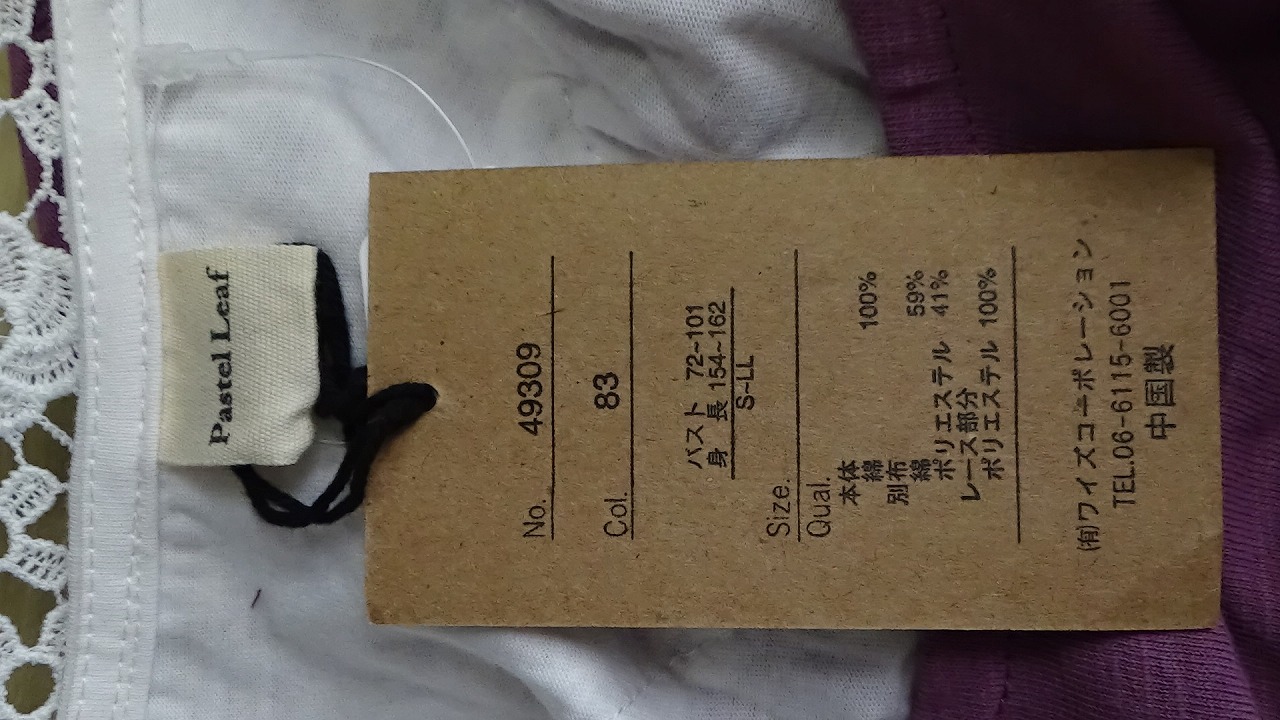 Pastel Leaf
No. 49309
Col. 83
バスト 72~101
身 長 154~162
S~LL
Size.
Qual.
本体
綿 100%
別布
綿 59%
ポリエステル 41%
レース部分
ポリエステル 100%
(有)ワイズコーポレーション
TEL.06-6115-6001
中国製